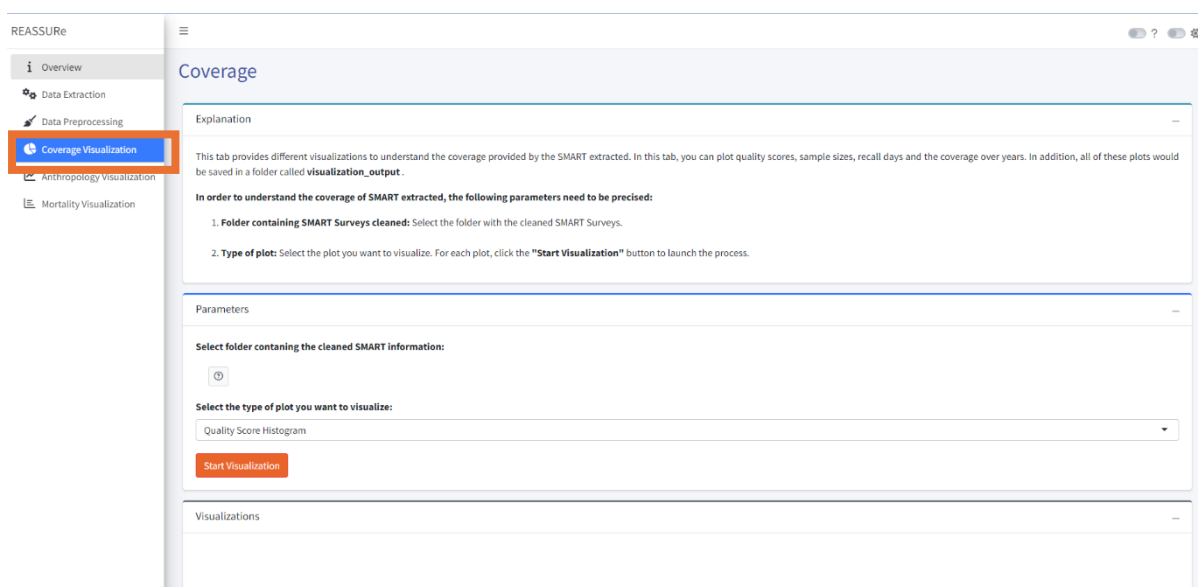 REASSURe
?
Overview
Data Extraction
Data Preprocessing
Coverage Visualization
Anthropology Visualization
Mortality Visualization
Coverage
Explanation
This tab provides different visualizations to understand the coverage provided by the SMART extracted. In this tab, you can plot quality scores, sample sizes, recall days and the coverage over years. In addition, all of these plots would
be saved in a folder called visualization_output .
In order to understand the coverage of SMART extracted, the following parameters need to be precised:
1. Folder containing SMART Surveys cleaned: Select the folder with the cleaned SMART Surveys.
2. Type of plot: Select the plot you want to visualize. For each plot, click the "Start Visualization" button to launch the process.
Parameters
Select folder contaning the cleaned SMART information:
Select the type of plot you want to visualize:
Quality Score Histogram
Start Visualization
Visualizations